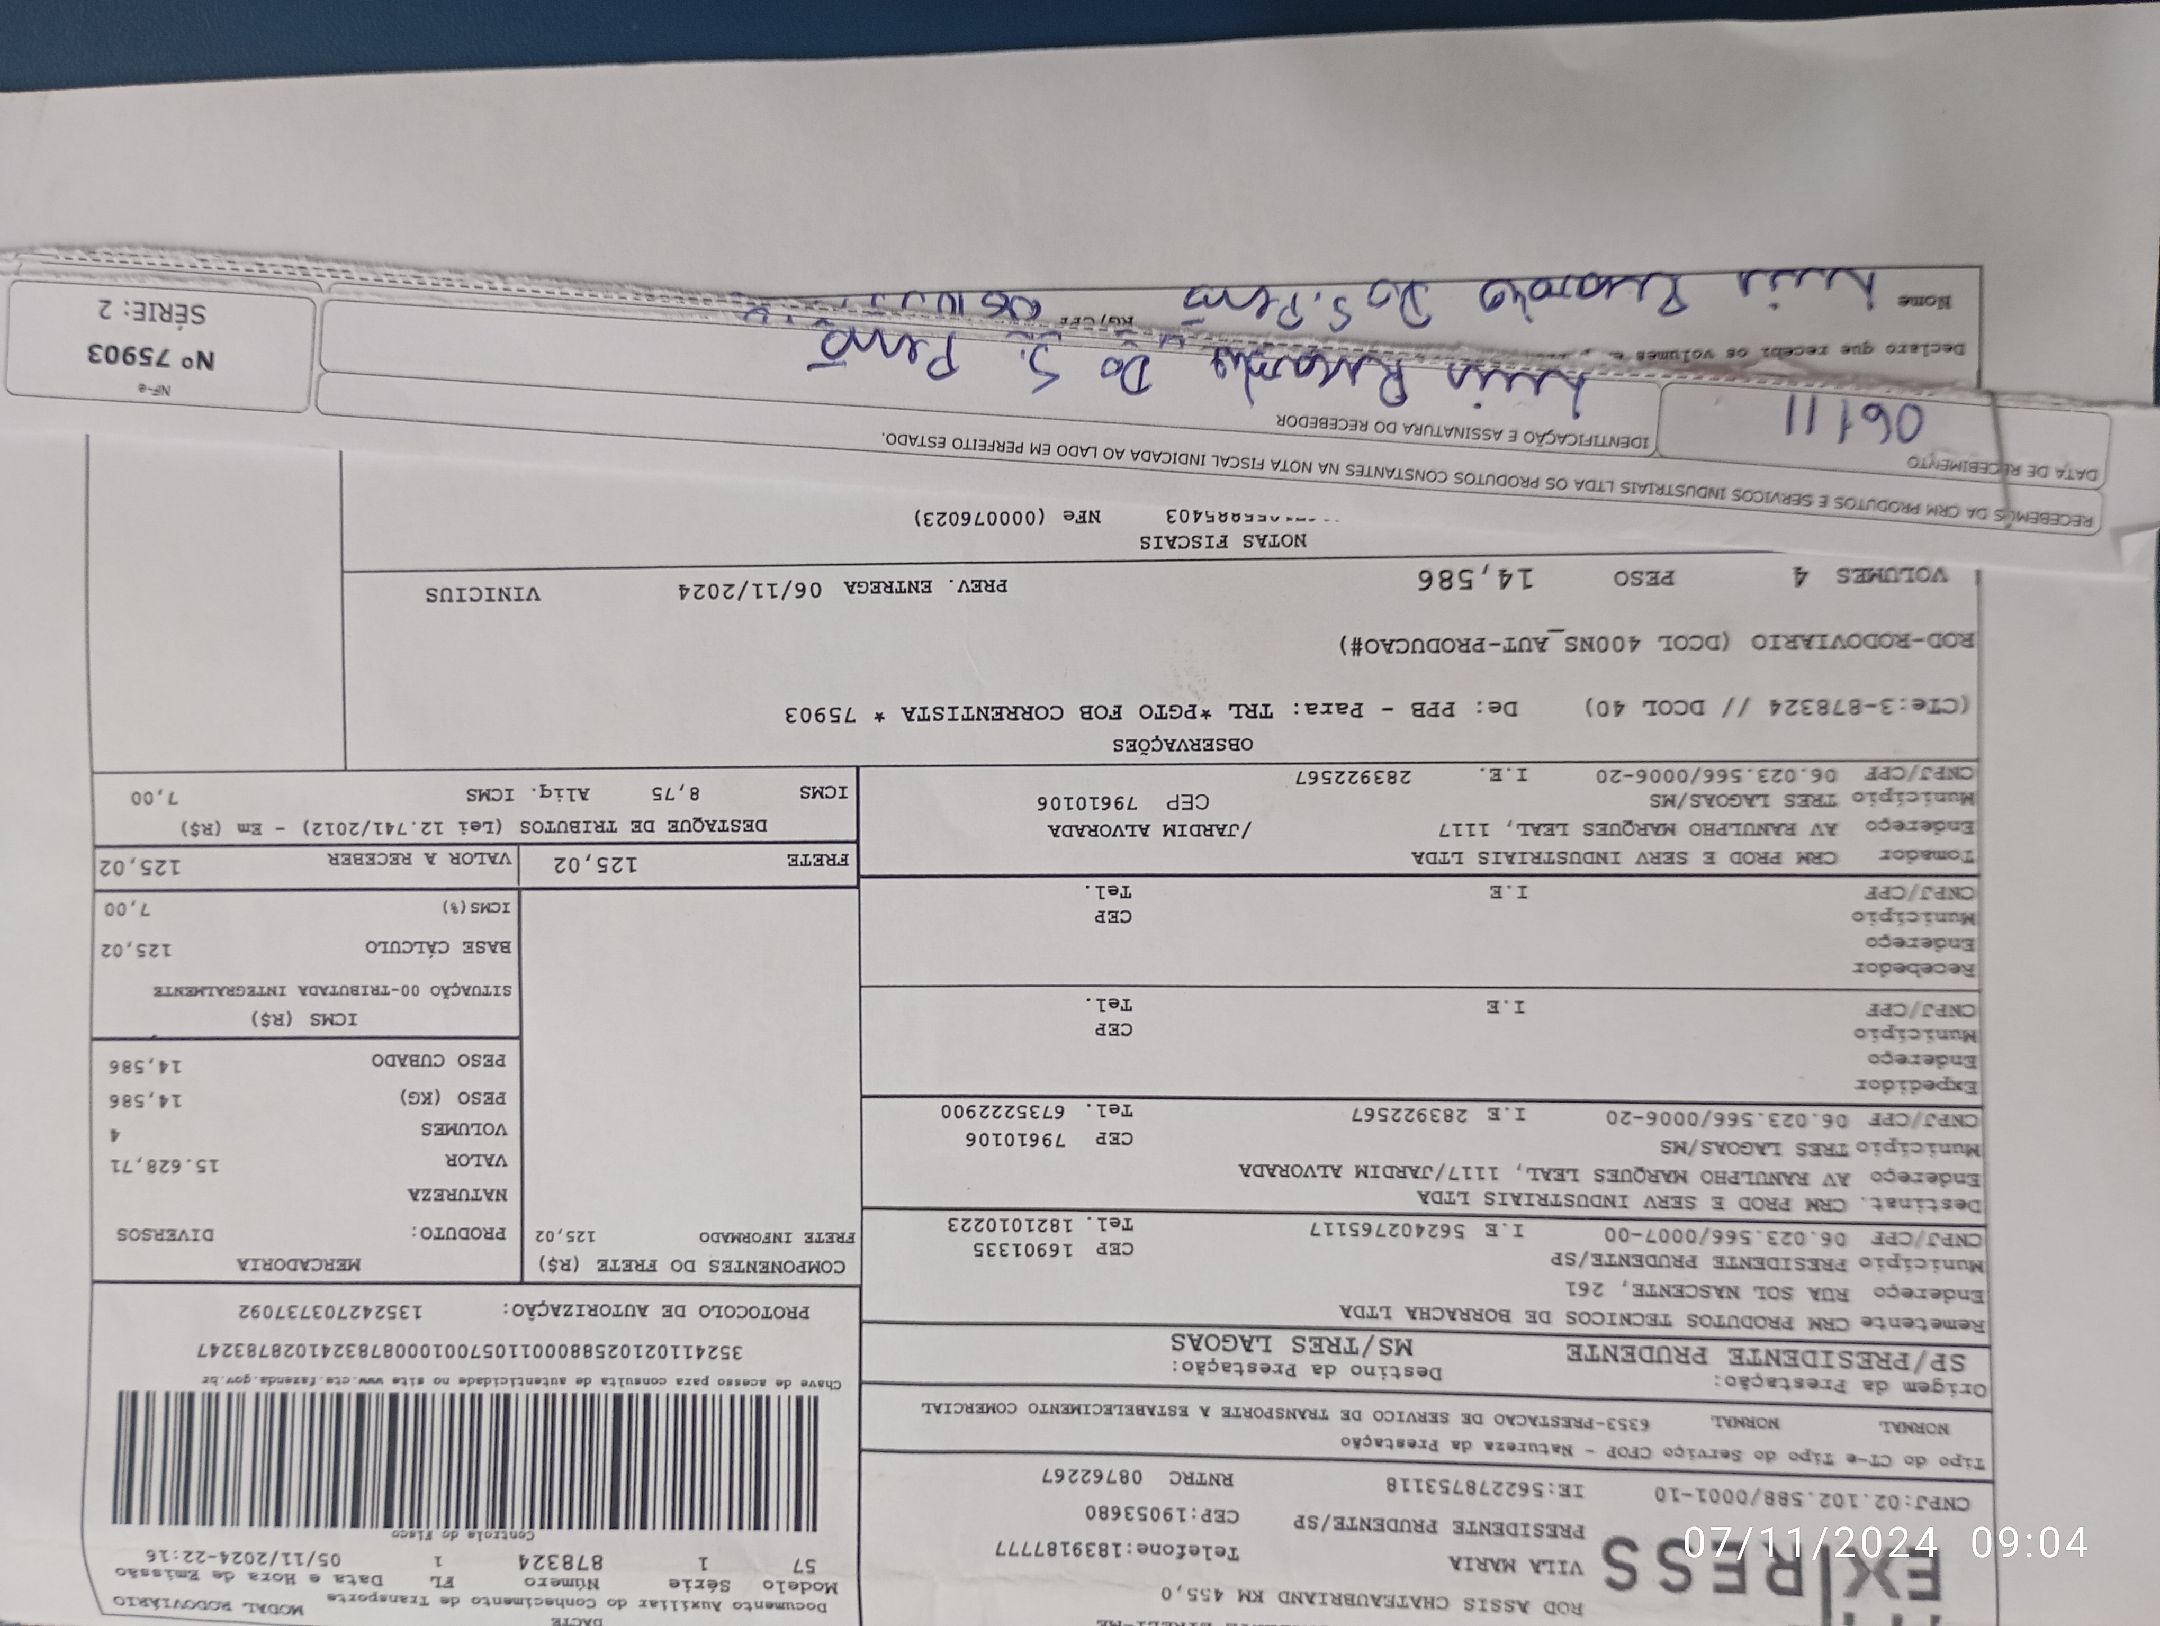 DACTE
Documento Auxiliar do Conhecimento de Transporte MODAL RODOVIÁRIO
Modelo Série Número FL Data e Hora de Emissão
57 1 878324 1 05/11/2024-22:16
Controle do Fisco
Chave de acesso para consulta de autenticidade no site www.cte.fazenda.gov.br
PROTOCOLO DE AUTORIZAÇÃO: 135242703737092
ROD ASSIS CHATEAUBRIAND KM 455,0
VILA MARIA Telefone:1839187777
PRESIDENTE PRUDENTE/SP CEP:19053680
CNPJ:02.102.588/0001-10 IE:562278753118 RNTRC 08762267
Tipo do CT-e Tipo do Serviço CFOP - Natureza da Prestação
NORMAL NORMAL 6353-PRESTACAO DE SERVICO DE TRANSPORTE A ESTABELECIMENTO COMERCIAL
Origem da Prestação: Destino da Prestação:
SP/PRESIDENTE PRUDENTE MS/TRES LAGOAS
Remetente CRM PRODUTOS TECNICOS DE BORRACHA LTDA
Endereço RUA SOL NASCENTE, 261
Município PRESIDENTE PRUDENTE/SP CEP 16901335
CNPJ/CPF 06.023.566/0007-00 I.E 562402765117 Tel. 1821010223
Destinat. CRM PROD E SERV INDUSTRIAIS LTDA
Endereço AV RANULPHO MARQUES LEAL, 1117/JARDIM ALVORADA
Município TRES LAGOAS/MS CEP 79610106
CNPJ/CPF 06.023.566/0006-20 I.E 283922567 Tel. 6735222900
Expedidor
Endereço
Município CEP
CNPJ/CPF I.E Tel.
Recebedor
Endereço
Município CEP
CNPJ/CPF I.E Tel.
Tomador CRM PROD E SERV INDUSTRIAIS LTDA
Endereço AV RANULPHO MARQUES LEAL, 1117 /JARDIM ALVORADA
Município TRES LAGOAS/MS CEP 79610106
CNPJ/CPF 06.023.566/0006-20 I.E. 283922567
COMPONENTES DO FRETE (R$)
FRETE INFORMADO 125,02
MERCADORIA
PRODUTO: DIVERSOS
NATUREZA
VALOR 15.628,71
VOLUMES 4
PESO (KG) 14,586
PESO CUBADO 14,586
ICMS (R$)
SITUAÇÃO 00-TRIBUTADA INTEGRALMENTE
BASE CÁLCULO 125,02
ICMS(%) 7,00
FRETE 125,02 VALOR A RECEBER 125,02
DESTAQUE DE TRIBUTOS (Lei 12.741/2012) - Em (R$)
ICMS 8,75 Aliq. ICMS 7,00
OBSERVAÇÕES
(CTe:3-878324 // DCOL 40) De: PPB - Para: TRL *PGTO FOB CORRENTISTA * 75903
ROD-RODOVIARIO (DCOL 400NS_AUT-PRODUCAO#)
VOLUMES 4 PESO 14,586 PREV. ENTREGA 06/11/2024 VINICIUS
NOTAS FISCAIS
NFe (000076023)
RECEBEMOS DA CRM PRODUTOS E SERVICOS INDUSTRIAIS LTDA OS PRODUTOS CONSTANTES NA NOTA FISCAL INDICADA AO LADO EM PERFEITO ESTADO.
DATA DE RECEBIMENTO
06/11
IDENTIFICAÇÃO E ASSINATURA DO RECEBEDOR
Luis Ricardo Da S. Pena
NF-e
Nº 75903
SÉRIE: 2
Declaro que recebi os volumes
Nome Luis Ricardo Da S. Pena RG/CPF
07/11/2024 09:04